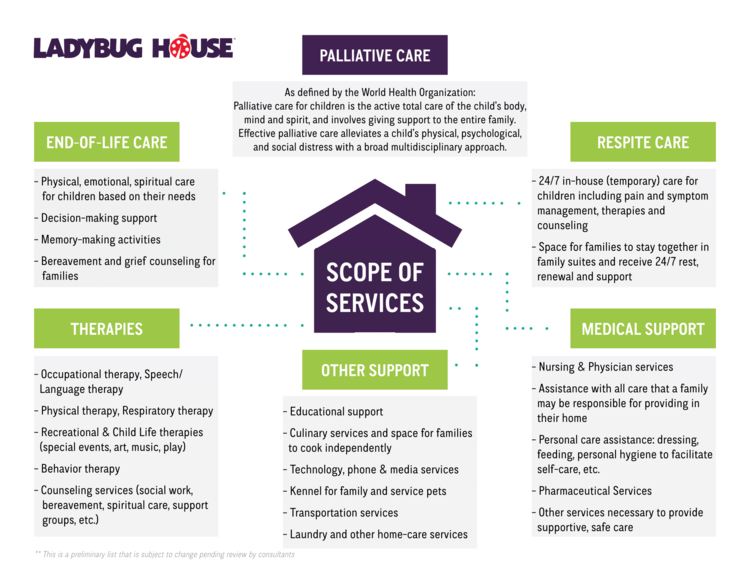 LADYBUG HOUSE
PALLIATIVE CARE
As defined by the World Health Organization:
Palliative care for children is the active total care of the child's body,
mind and spirit, and involves giving support to the entire family.
Effective palliative care alleviates a child's physical, psychological,
and social distress with a broad multidisciplinary approach.
END-OF-LIFE CARE
- Physical, emotional, spiritual care
for children based on their needs
- Decision-making support
- Memory-making activities
- Bereavement and grief counseling for
families
RESPITE CARE
- 24/7 in-house (temporary) care for
children including pain and symptom
management, therapies and
counseling
- Space for families to stay together in
family suites and receive 24/7 rest,
renewal and support
SCOPE OF
SERVICES
THERAPIES
- Occupational therapy, Speech/
Language therapy
- Physical therapy, Respiratory therapy
- Recreational & Child Life therapies
(special events, art, music, play)
- Behavior therapy
- Counseling services (social work,
bereavement, spiritual care, support
groups, etc.)
OTHER SUPPORT
- Educational support
- Culinary services and space for families
to cook independently
- Technology, phone & media services
- Kennel for family and service pets
- Transportation services
- Laundry and other home-care services
MEDICAL SUPPORT
- Nursing & Physician services
- Assistance with all care that a family
may be responsible for providing in
their home
- Personal care assistance: dressing,
feeding, personal hygiene to facilitate
self-care, etc.
- Pharmaceutical Services
- Other services necessary to provide
supportive, safe care
** This is a preliminary list that is subject to change pending review by consultants